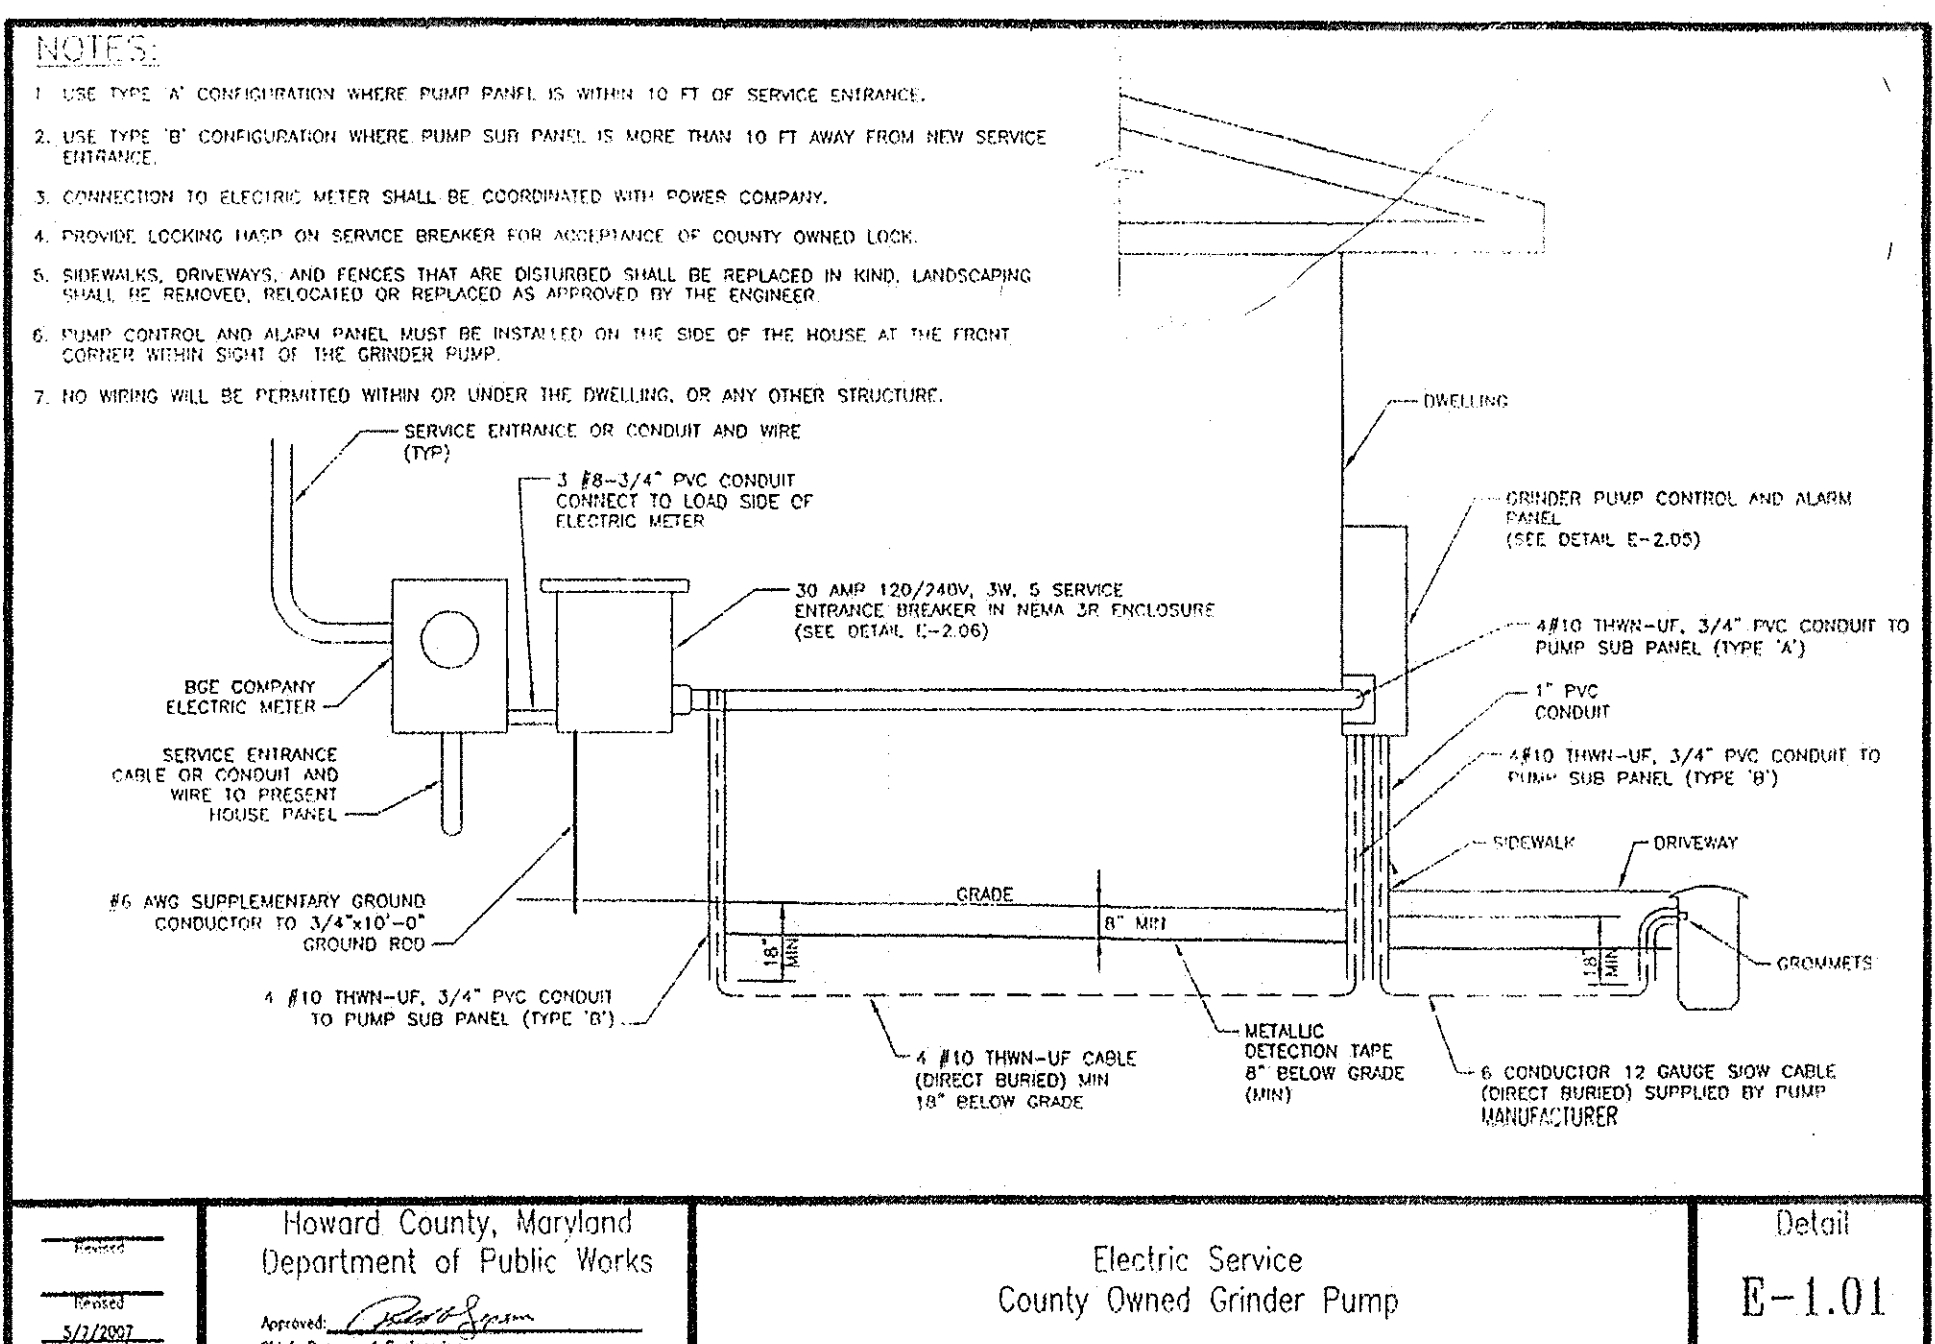 NOTES:
1. USE TYPE 'A' CONFIGURATION WHERE PUMP PANEL IS WITHIN 10 FT OF SERVICE ENTRANCE.
2. USE TYPE 'B' CONFIGURATION WHERE PUMP SUB PANEL IS MORE THAN 10 FT AWAY FROM NEW SERVICE
ENTRANCE.
3. CONNECTION TO ELECTRIC METER SHALL BE COORDINATED WITH POWER COMPANY.
4. PROVIDE LOCKING HASP ON SERVICE BREAKER FOR ACCEPTANCE OF COUNTY OWNED LOCK.
5. SIDEWALKS, DRIVEWAYS, AND FENCES THAT ARE DISTURBED SHALL BE REPLACED IN KIND, LANDSCAPING
SHALL BE REMOVED, RELOCATED OR REPLACED AS APPROVED BY THE ENGINEER.
6. PUMP CONTROL AND ALARM PANEL MUST BE INSTALLED ON THE SIDE OF THE HOUSE AT THE FRONT
CORNER WITHIN SIGHT OF THE GRINDER PUMP.
7. NO WIRING WILL BE PERMITTED WITHIN OR UNDER THE DWELLING, OR ANY OTHER STRUCTURE.
SERVICE ENTRANCE OR CONDUIT AND WIRE
(TYP)
3 #8-3/4" PVC CONDUIT
CONNECT TO LOAD SIDE OF
ELECTRIC METER
30 AMP 120/240V, 3W, 5 SERVICE
ENTRANCE BREAKER IN NEMA 3R ENCLOSURE
(SEE DETAIL E-2.06)
DWELLING
GRINDER PUMP CONTROL AND ALARM
PANEL
(SEE DETAIL E-2.05)
4#10 THWN-UF, 3/4" PVC CONDUIT TO
PUMP SUB PANEL (TYPE 'A')
1" PVC
CONDUIT
4#10 THWN-UF, 3/4" PVC CONDUIT TO
PUMP SUB PANEL (TYPE 'B')
SIDEWALK
DRIVEWAY
BGE COMPANY
ELECTRIC METER
SERVICE ENTRANCE
CABLE OR CONDUIT AND
WIRE TO PRESENT
HOUSE PANEL
#6 AWG SUPPLEMENTARY GROUND
CONDUCTOR TO 3/4"x10'-0"
GROUND ROD
GRADE
8" MIN
18"
MIN
18"
MIN
GROMMETS
4 #10 THWN-UF, 3/4" PVC CONDUIT
TO PUMP SUB PANEL (TYPE 'B')
4 #10 THWN-UF CABLE
(DIRECT BURIED) MIN
18" BELOW GRADE
METALLIC
DETECTION TAPE
8" BELOW GRADE
(MIN)
6 CONDUCTOR 12 GAUGE SIOW CABLE
(DIRECT BURIED) SUPPLIED BY PUMP
MANUFACTURER
Revised
Revised
5/2/2007
Howard County, Maryland
Department of Public Works
Approved:
Electric Service
County Owned Grinder Pump
Detail
E-1.01